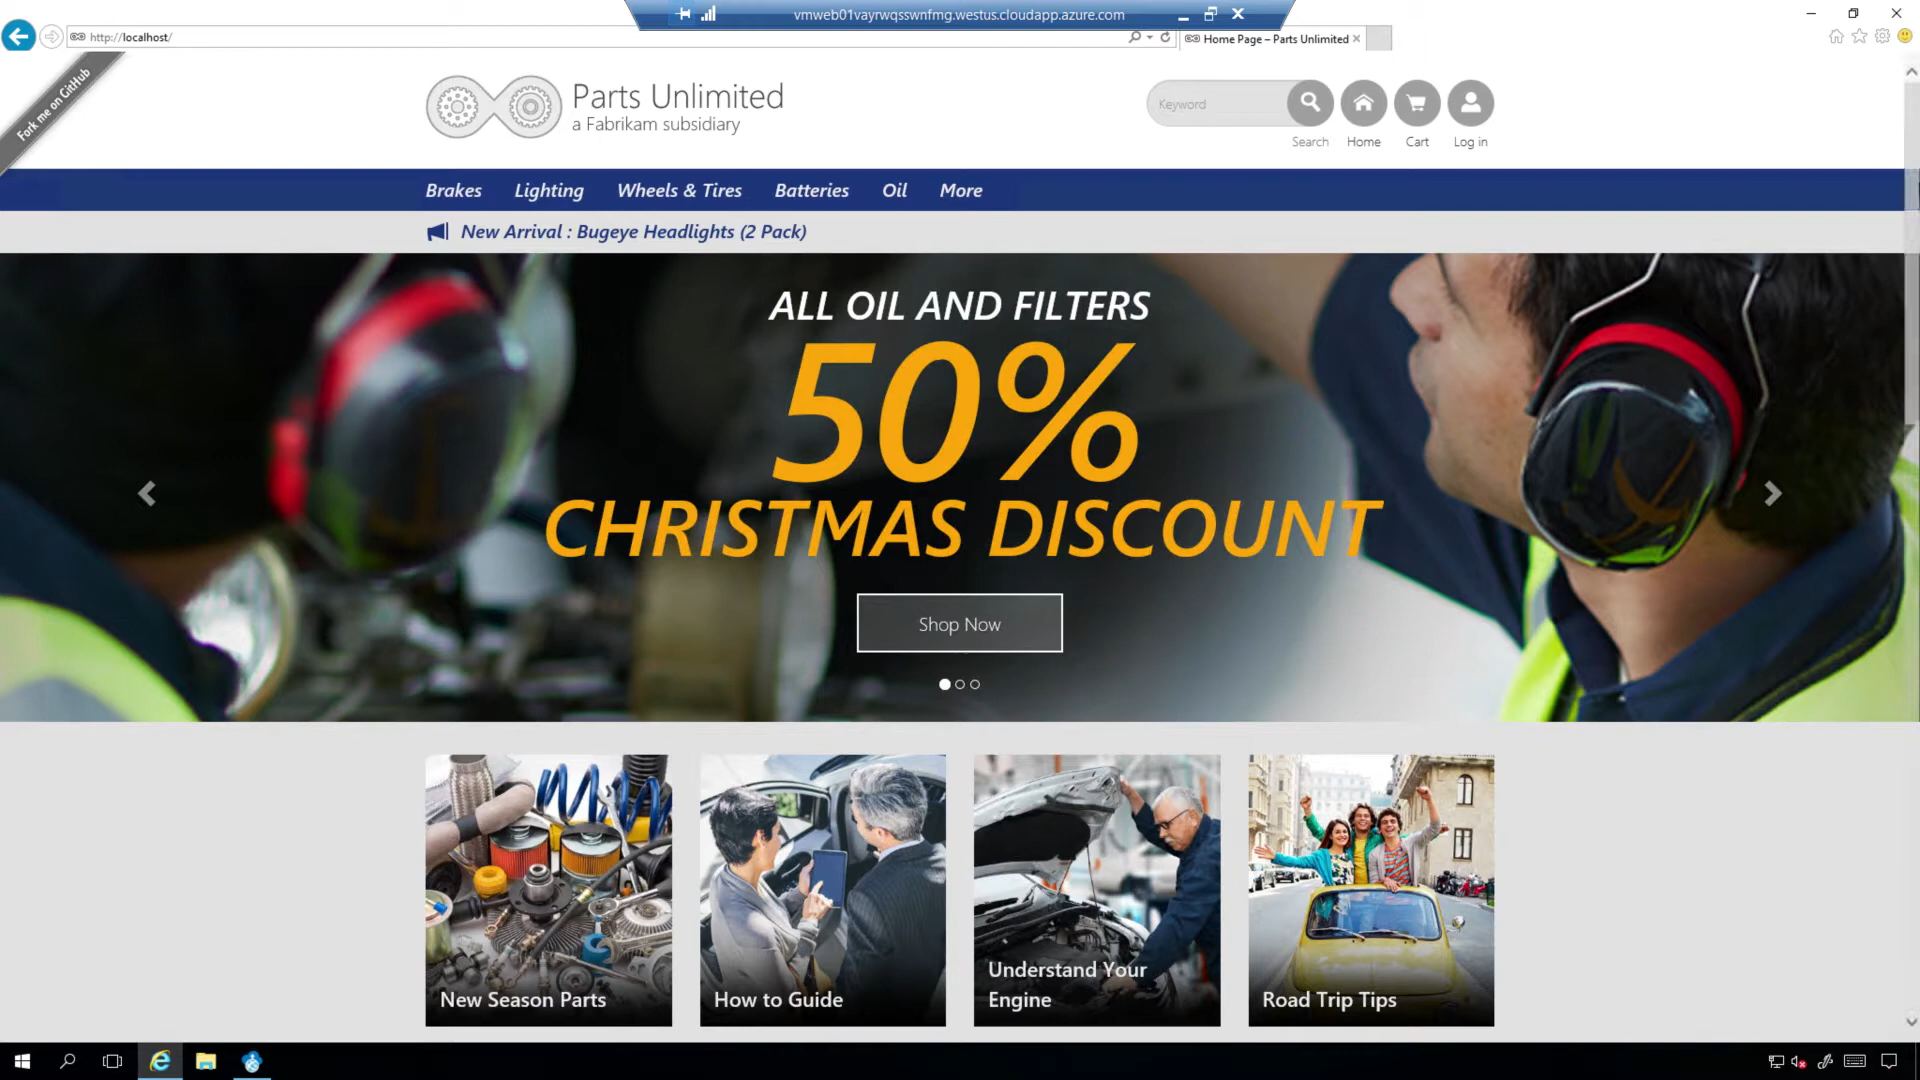 vmweb01vayrwqsswnfmg.westus.cloudapp.azure.com
http://localhost/
Home Page – Parts Unlimited
Fork me on GitHub
Parts Unlimited
a Fabrikam subsidiary
Keyword
Search
Home
Cart
Log in
Brakes
Lighting
Wheels & Tires
Batteries
Oil
More
New Arrival : Bugeye Headlights (2 Pack)
ALL OIL AND FILTERS
50%
CHRISTMAS DISCOUNT
Shop Now
New Season Parts
How to Guide
Understand Your
Engine
Road Trip Tips